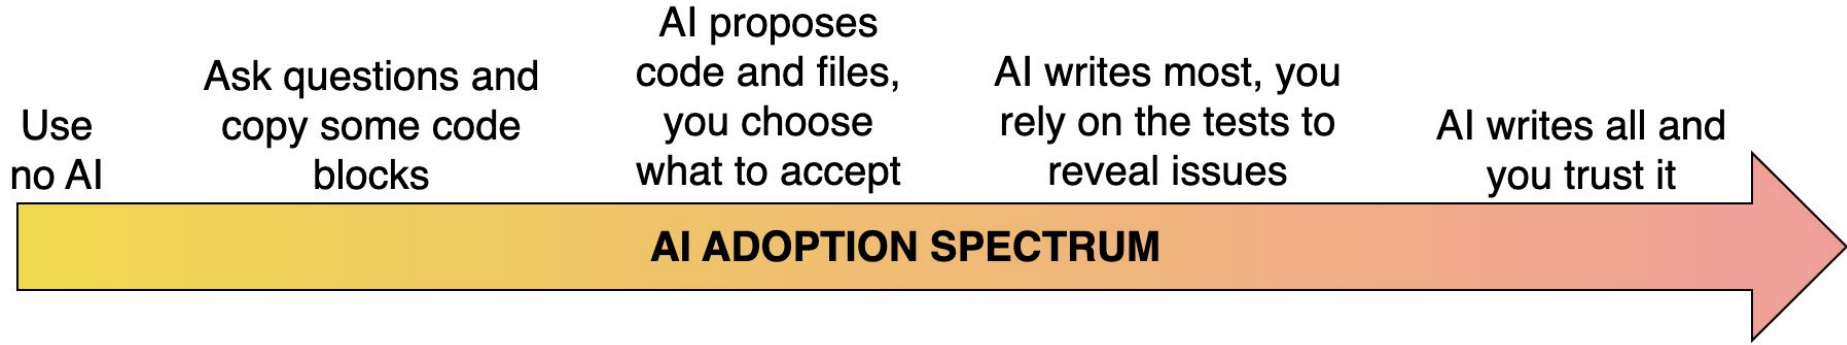 Use
no AI
Ask questions and
copy some code
blocks
AI proposes
code and files,
you choose
what to accept
AI writes most, you
rely on the tests to
reveal issues
AI writes all and
you trust it
AI ADOPTION SPECTRUM